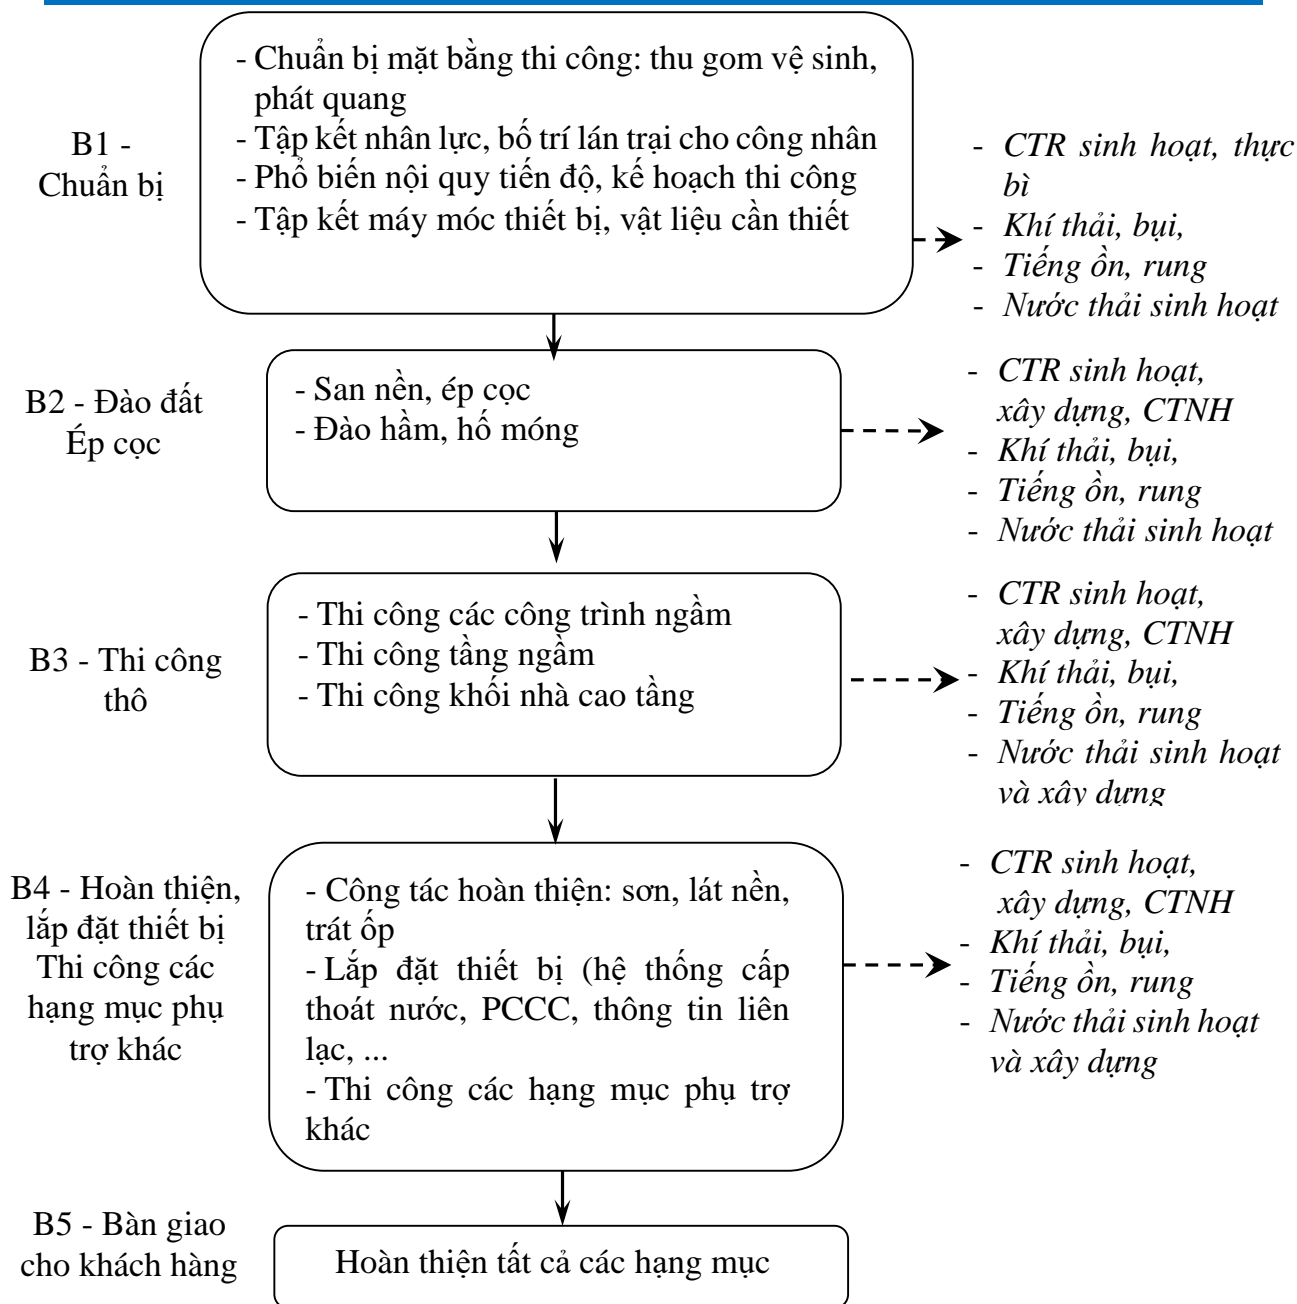 B1 -
Chuẩn bị
- Chuẩn bị mặt bằng thi công: thu gom vệ sinh,
phát quang
- Tập kết nhân lực, bố trí lán trại cho công nhân
- Phổ biến nội quy tiến độ, kế hoạch thi công
- Tập kết máy móc thiết bị, vật liệu cần thiết
- CTR sinh hoạt, thực
bì
- Khí thải, bụi,
- Tiếng ồn, rung
- Nước thải sinh hoạt
B2 - Đào đất
Ép cọc
- San nền, ép cọc
- Đào hầm, hố móng
- CTR sinh hoạt,
xây dựng, CTNH
- Khí thải, bụi,
- Tiếng ồn, rung
- Nước thải sinh hoạt
B3 - Thi công
thô
- Thi công các công trình ngầm
- Thi công tầng ngầm
- Thi công khối nhà cao tầng
- CTR sinh hoạt,
xây dựng, CTNH
- Khí thải, bụi,
- Tiếng ồn, rung
- Nước thải sinh hoạt
và xây dựng
B4 - Hoàn thiện,
lắp đặt thiết bị
Thi công các
hạng mục phụ
trợ khác
- Công tác hoàn thiện: sơn, lát nền,
trát ốp
- Lắp đặt thiết bị (hệ thống cấp
thoát nước, PCCC, thông tin liên
lạc, ...
- Thi công các hạng mục phụ trợ
khác
- CTR sinh hoạt,
xây dựng, CTNH
- Khí thải, bụi,
- Tiếng ồn, rung
- Nước thải sinh hoạt
và xây dựng
B5 - Bàn giao
cho khách hàng
Hoàn thiện tất cả các hạng mục